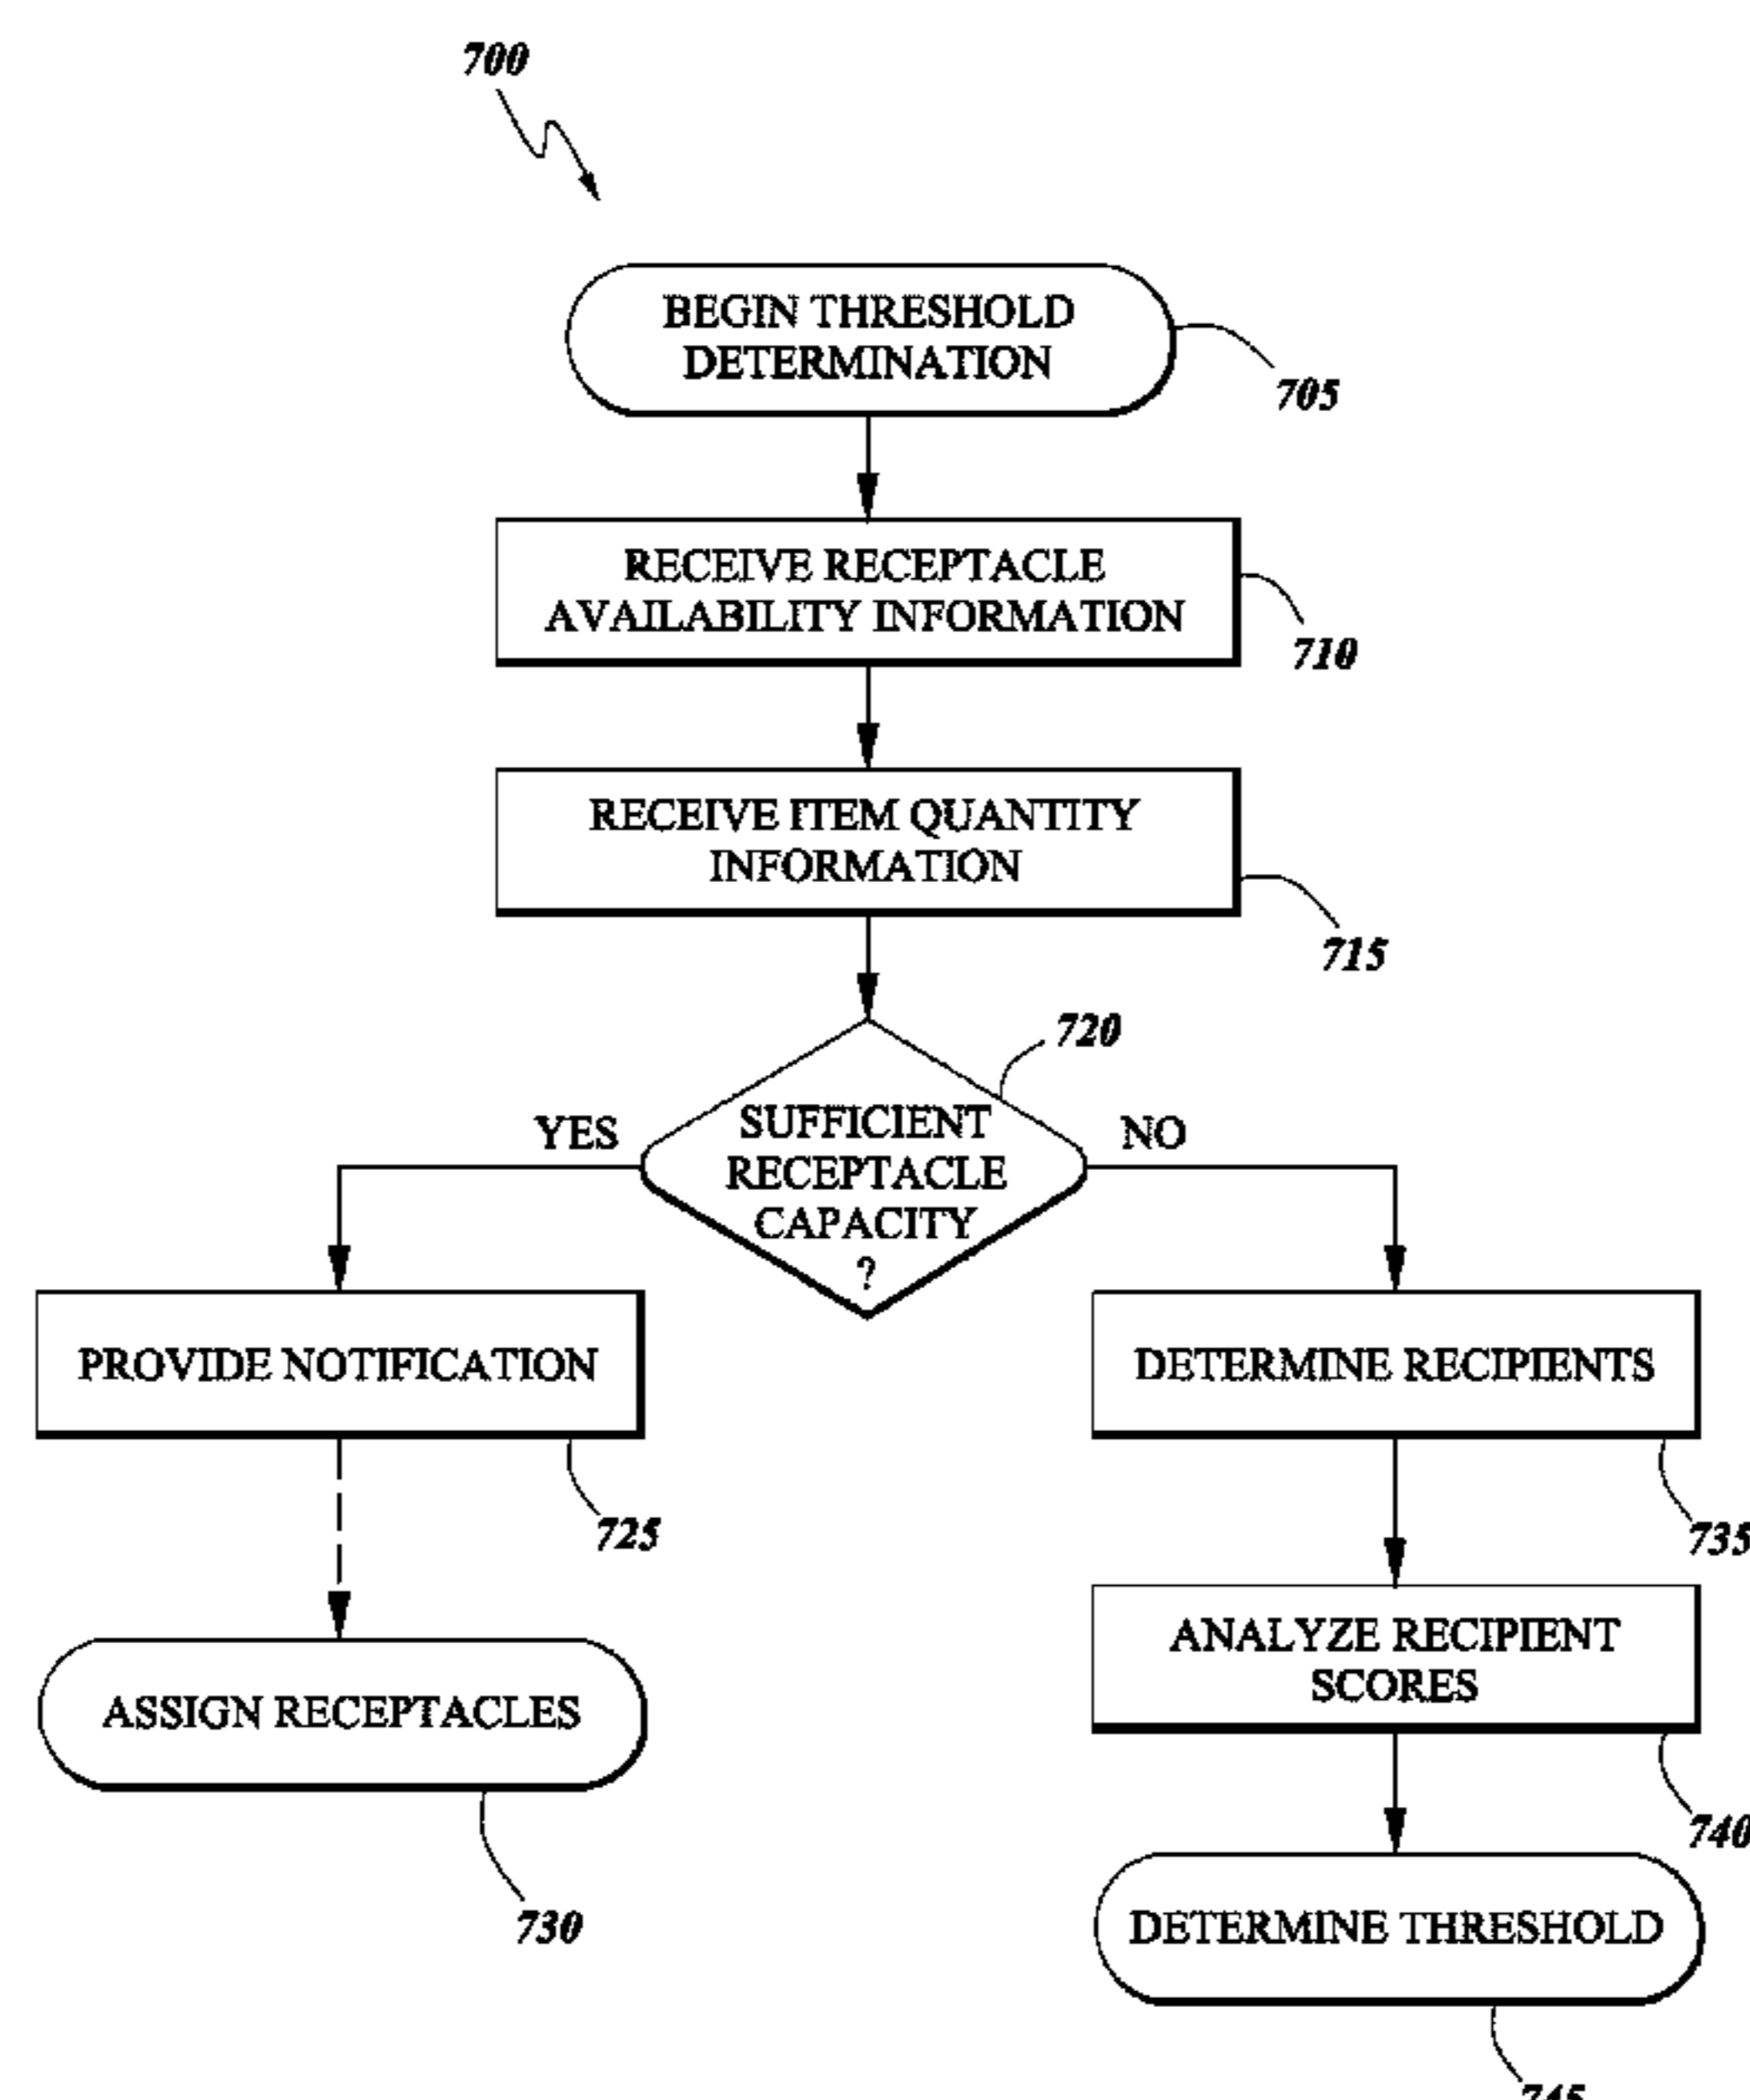 700
BEGIN THRESHOLD
DETERMINATION
705
RECEIVE RECEPTACLE
AVAILABILITY INFORMATION
710
RECEIVE ITEM QUANTITY
INFORMATION
715
720
YES
SUFFICIENT
RECEPTACLE
CAPACITY
?
NO
PROVIDE NOTIFICATION
725
DETERMINE RECIPIENTS
735
ANALYZE RECIPIENT
SCORES
740
ASSIGN RECEPTACLES
730
DETERMINE THRESHOLD
745